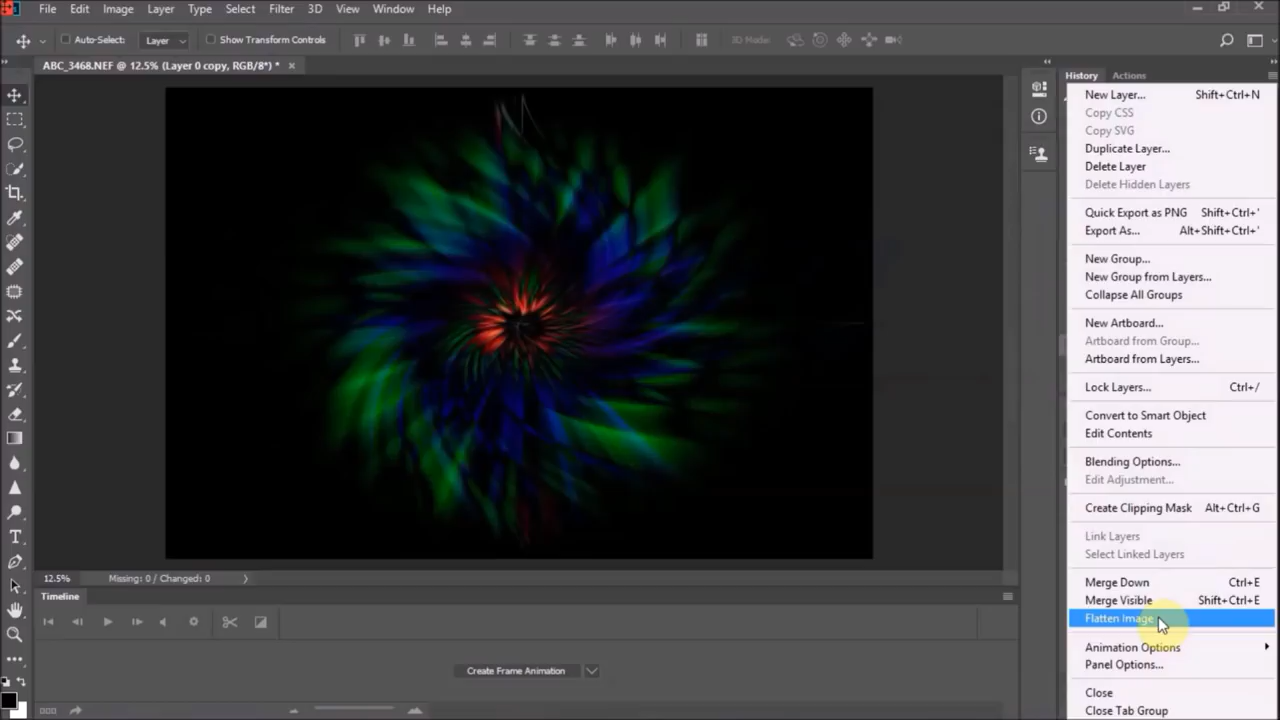 File Edit Image Layer Type Select Filter 3D View Window Help
Auto-Select: Layer Show Transform Controls 3D Mode:
ABC_3468.NEF @ 12.5% (Layer 0 copy, RGB/8*) * ×
History Actions
New Layer... Shift+Ctrl+N
Copy CSS
Copy SVG
Duplicate Layer...
Delete Layer
Delete Hidden Layers
Quick Export as PNG Shift+Ctrl+'
Export As... Alt+Shift+Ctrl+'
New Group...
New Group from Layers...
Collapse All Groups
New Artboard...
Artboard from Group...
Artboard from Layers...
Lock Layers... Ctrl+/
Convert to Smart Object
Edit Contents
Blending Options...
Edit Adjustment...
Create Clipping Mask Alt+Ctrl+G
Link Layers
Select Linked Layers
Merge Down Ctrl+E
Merge Visible Shift+Ctrl+E
Flatten Image
Animation Options
Panel Options...
Close
Close Tab Group
12.5% Missing: 0 / Changed: 0
Timeline
Create Frame Animation